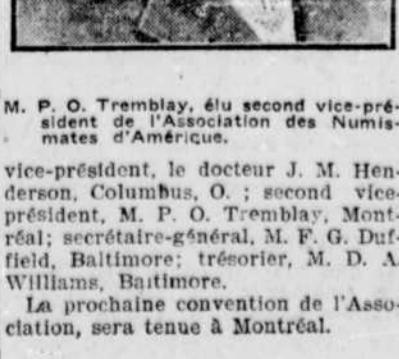 M. P. O. Tremblay, élu second vice-pré-
sident de l'Association des Numis-
mates d'Amérique.
vice-président, le docteur J. M. Hen-
derson, Columbus, O. ; second vice-
président, M. P. O. Tremblay, Mont-
réal; secrétaire-général, M. F. G. Duf-
field, Baltimore; trésorier, M. D. A.
Williams, Baltimore.
La prochaine convention de l'Asso-
ciation, sera tenue à Montréal.